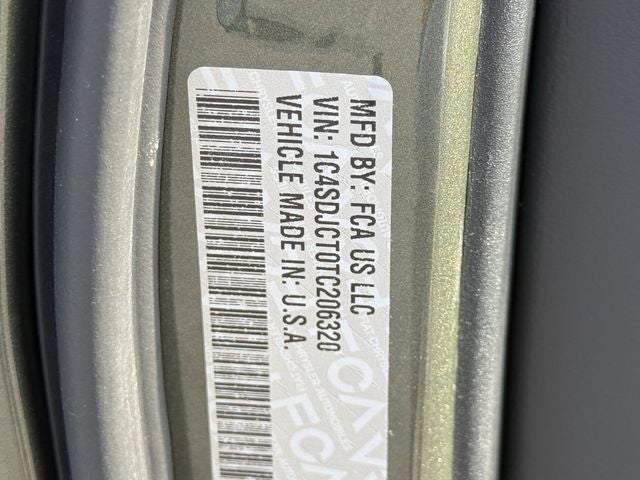 MFD BY: FCA US LLC
VIN: 1C4SDJCT0TC206320
VEHICLE MADE IN: U.S.A.